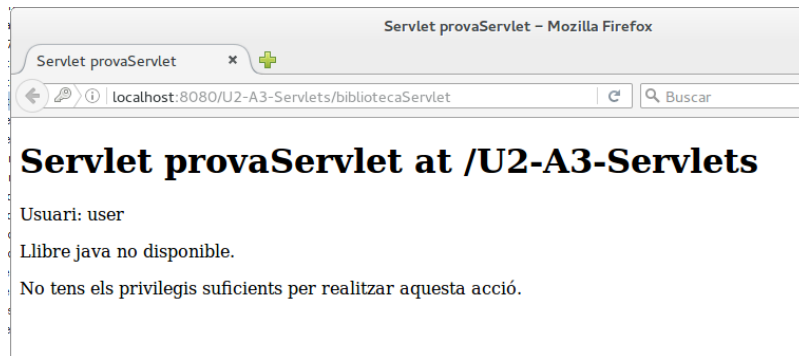 Servlet provaServlet – Mozilla Firefox
Servlet provaServlet
localhost:8080/U2-A3-Servlets/bibliotecaServlet
Buscar
Servlet provaServlet at /U2-A3-Servlets
Usuari: user
Llibre java no disponible.
No tens els privilegis suficients per realitzar aquesta acció.